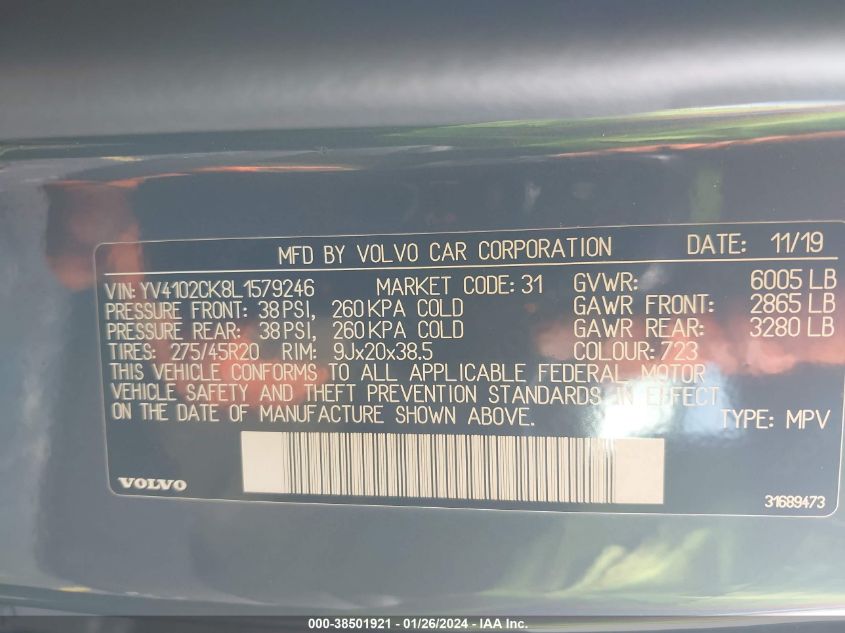 MFD BY VOLVO CAR CORPORATION DATE: 11/19
VIN: YV4102CK8L1579246 MARKET CODE: 31 GVWR: 6005 LB
PRESSURE FRONT: 38 PSI, 260 KPA COLD GAWR FRONT: 2865 LB
PRESSURE REAR: 38 PSI, 260 KPA COLD GAWR REAR: 3280 LB
TIRES: 275/45R20 RIM: 9Jx20x38.5 COLOUR: 723
THIS VEHICLE CONFORMS TO ALL APPLICABLE FEDERAL MOTOR
VEHICLE SAFETY AND THEFT PREVENTION STANDARDS IN EFFECT
ON THE DATE OF MANUFACTURE SHOWN ABOVE. TYPE: MPV
VOLVO 31689473
000-38501921 - 01/26/2024 - IAA Inc.